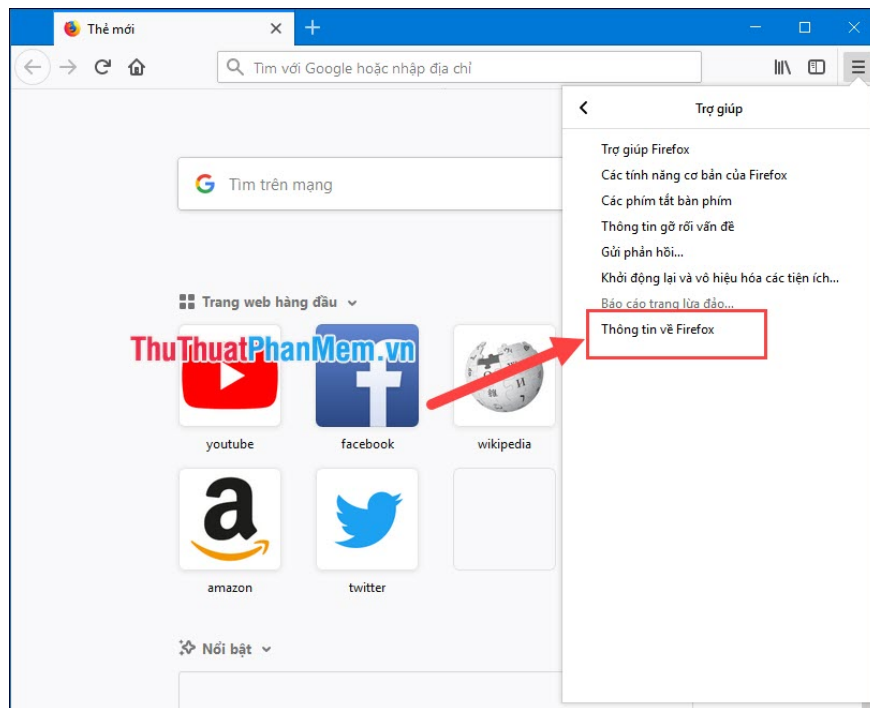 Thẻ mới
Tìm với Google hoặc nhập địa chỉ
Trợ giúp
Trợ giúp Firefox
Các tính năng cơ bản của Firefox
Các phím tắt bàn phím
Thông tin gỡ rối vấn đề
Gửi phản hồi...
Khởi động lại và vô hiệu hóa các tiện ích...
Báo cáo trang lừa đảo...
Thông tin về Firefox
Tìm trên mạng
Trang web hàng đầu
ThuThuatPhanMem.vn
youtube
facebook
wikipedia
amazon
twitter
Nổi bật